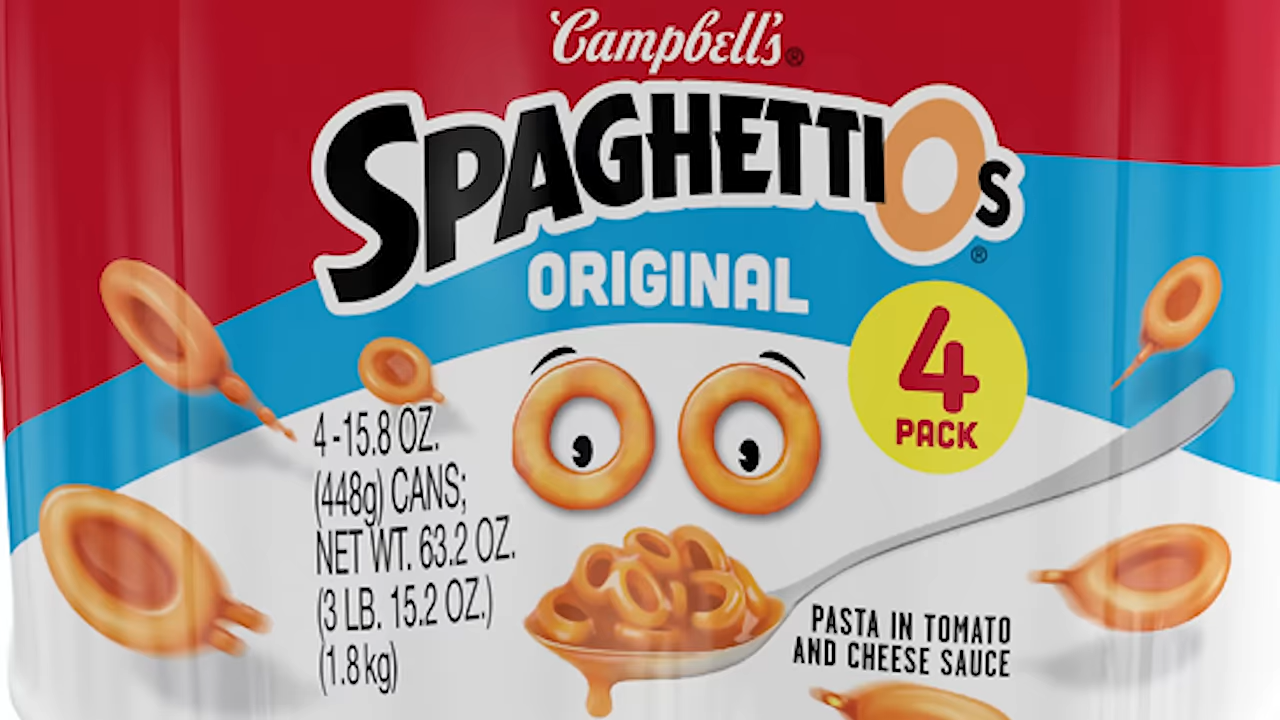 Campbell's®
SPAGHETTIOS®
ORIGINAL
4
PACK
4-15.8 OZ.
(448g) CANS;
NET WT. 63.2 OZ.
(3 LB. 15.2 OZ.)
(1.8 kg)
PASTA IN TOMATO
AND CHEESE SAUCE